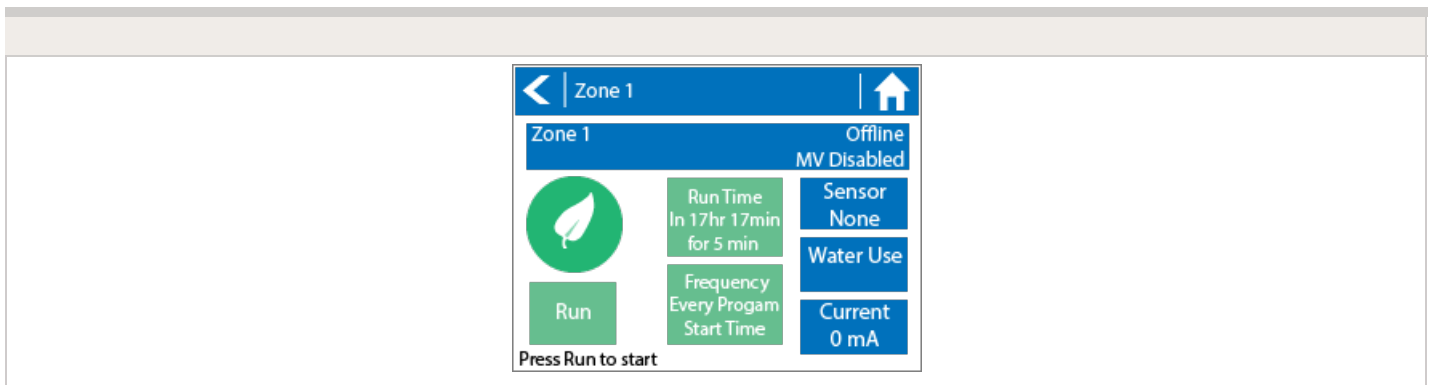 Zone 1
Zone 1
Offline
MV Disabled
Run Time
In 17hr 17min
for 5 min
Sensor
None
Frequency
Every Progam
Start Time
Water Use
Run
Current
0 mA
Press Run to start